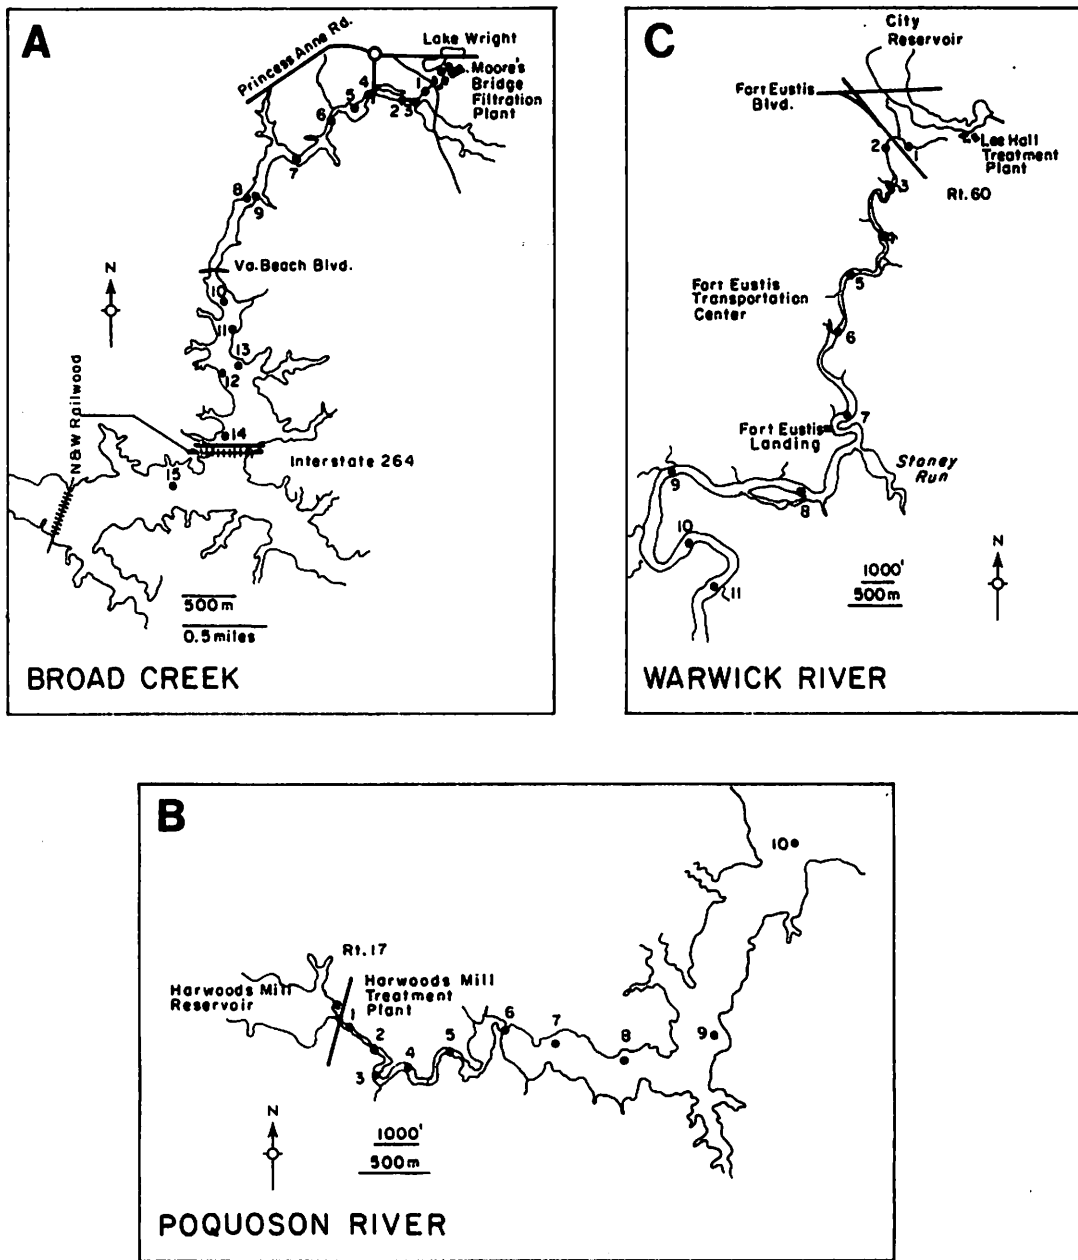 A
Princess Anne Rd.
Lake Wright
Moore's
Bridge
Filtration
Plant
1
4
5
2
3
6
7
8
9
Va. Beach Blvd.
N
10
11
13
12
N&W Railwood
14
Interstate 264
15
500m
0.5 miles
BROAD CREEK
C
City
Reservoir
Fort Eustis
Blvd.
2
1
Lee Hall
Treatment
Plant
3
Rt. 60
4
5
Fort Eustis
Transportation
Center
6
7
Fort Eustis
Landing
Stoney
Run
9
8
10
N
11
1000'
500m
WARWICK RIVER
B
10
Rt. 17
Harwoods Mill
Reservoir
Harwoods Mill
Treatment
Plant
1
2
3
4
5
6
7
8
9
N
1000'
500m
POQUOSON RIVER